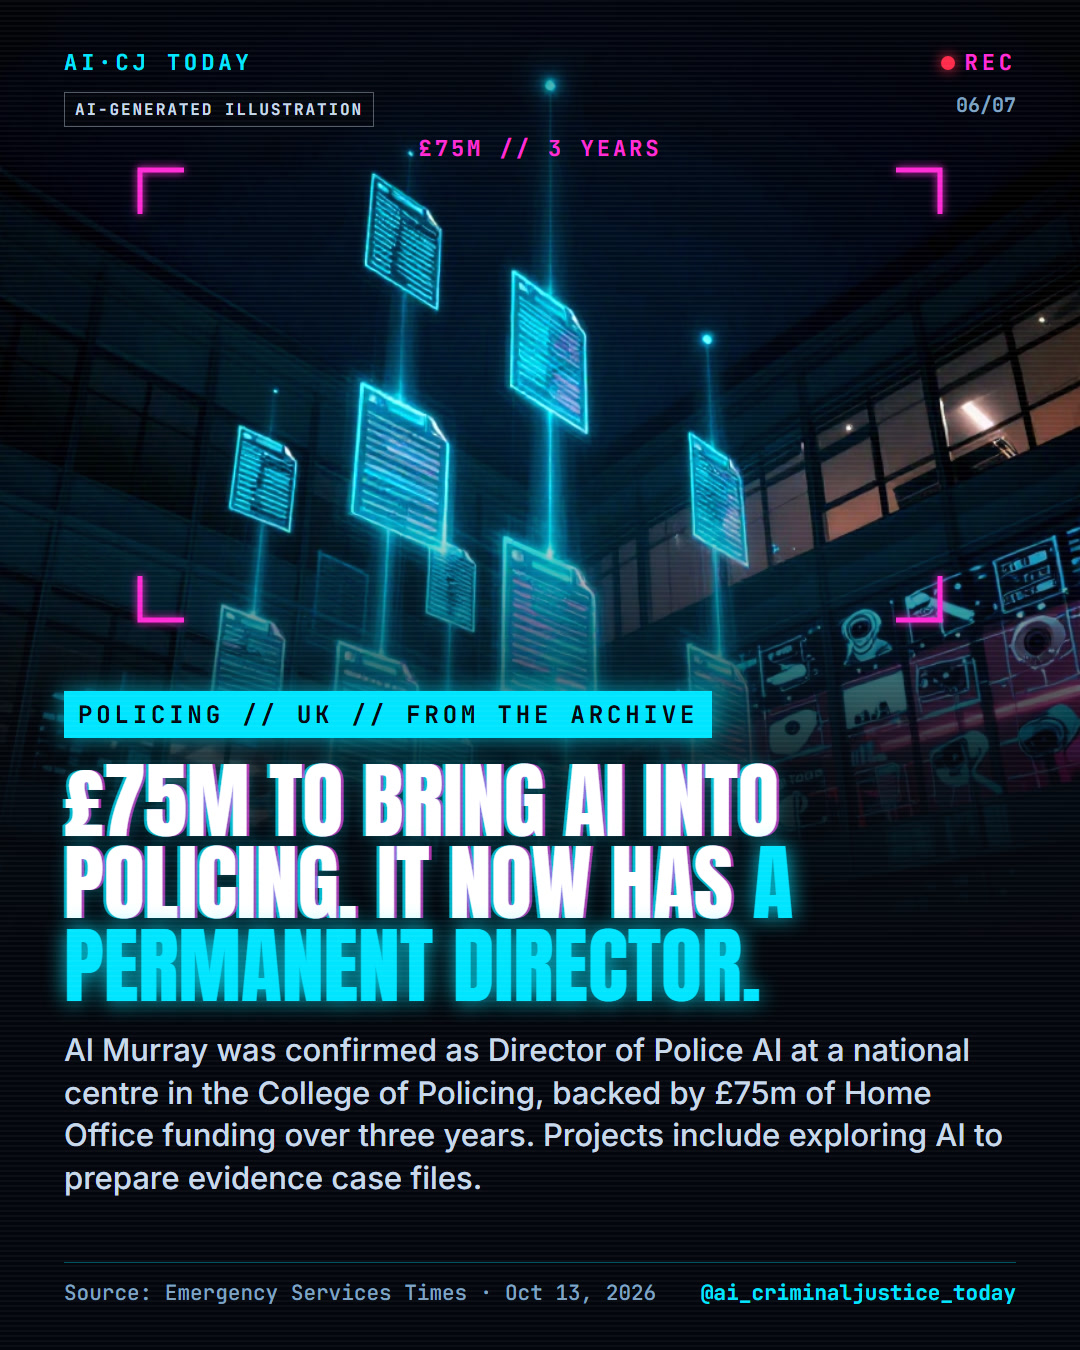 AI·CJ TODAY
REC
AI-GENERATED ILLUSTRATION
06/07
£75M // 3 YEARS
POLICING // UK // FROM THE ARCHIVE
£75M TO BRING AI INTO
POLICING. IT NOW HAS A
PERMANENT DIRECTOR.
Al Murray was confirmed as Director of Police AI at a national
centre in the College of Policing, backed by £75m of Home
Office funding over three years. Projects include exploring AI to
prepare evidence case files.
Source: Emergency Services Times · Oct 13, 2026
@ai_criminaljustice_today